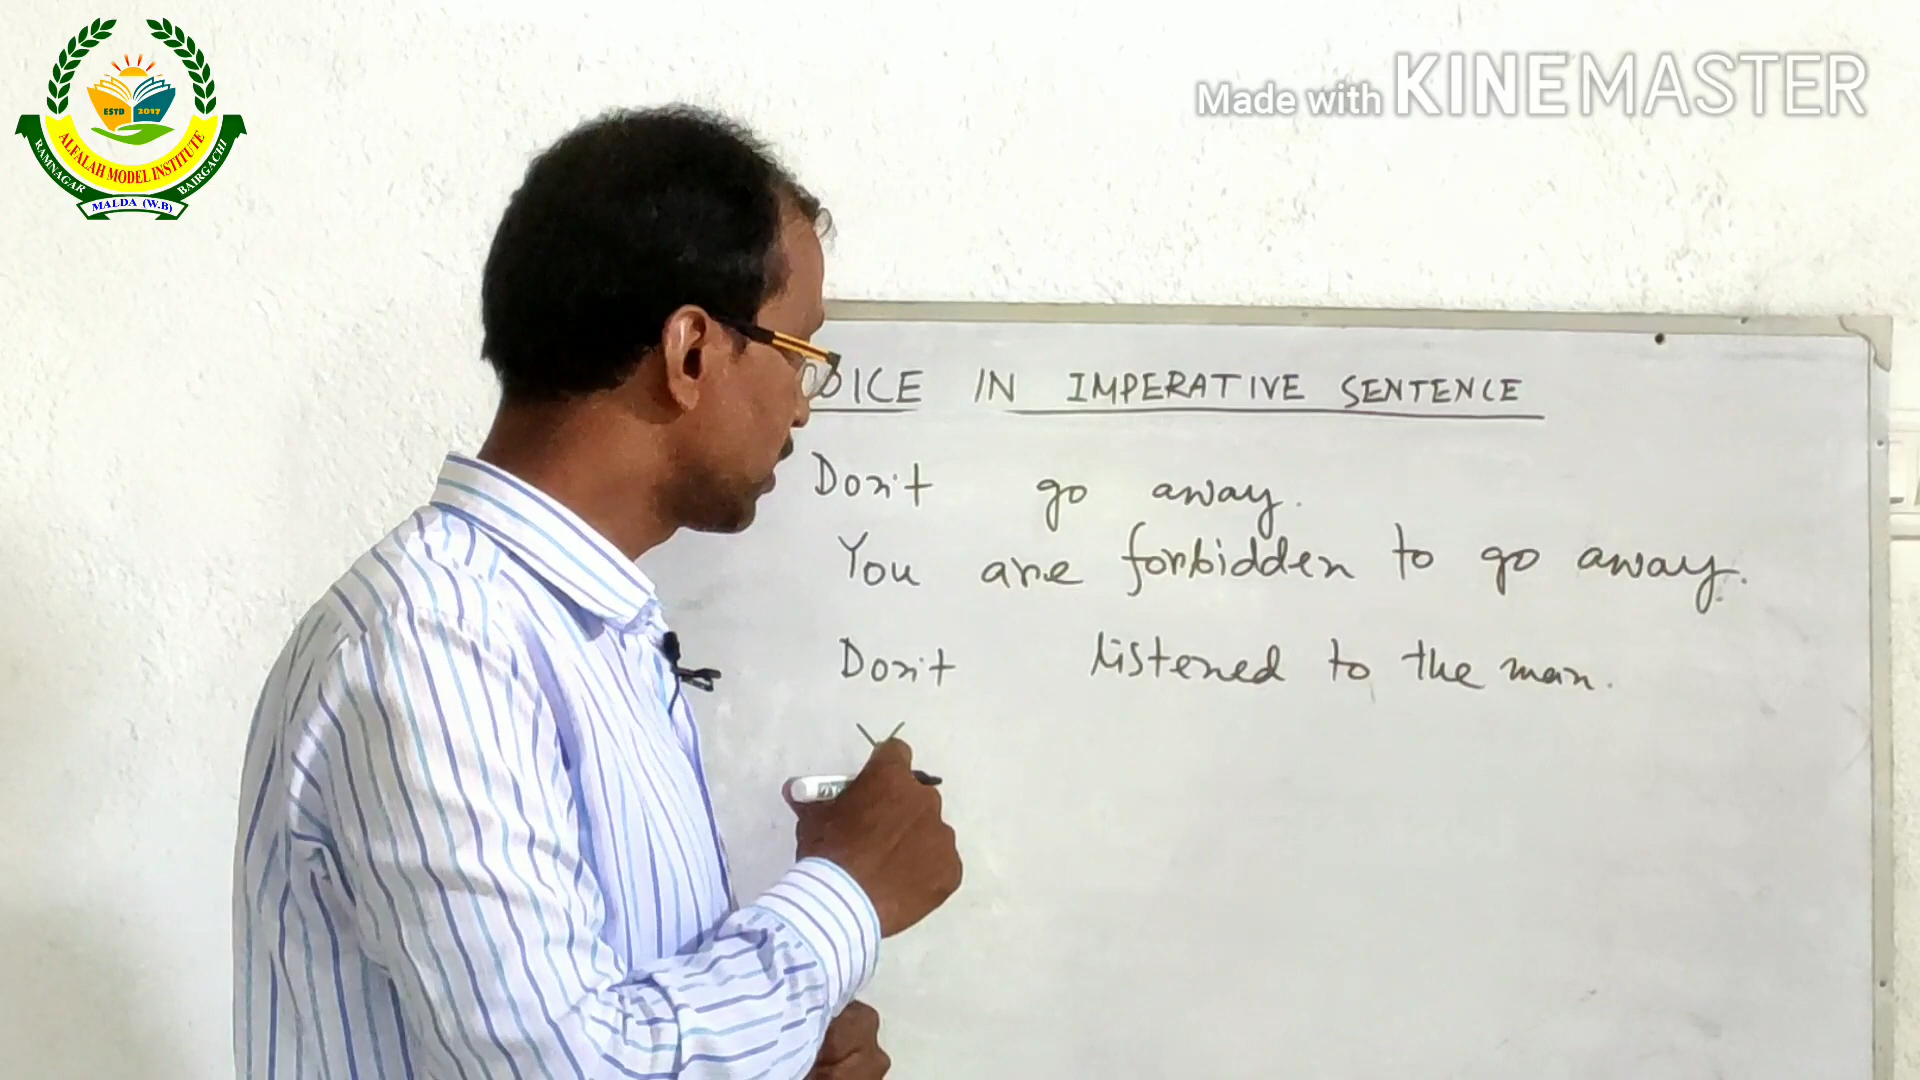 ESTD 2017
ALFALAH MODEL INSTITUTE
RAMNAGAR BAIRGACHI
MALDA (W.B)
Made with KINEMASTER
OICE IN IMPERATIVE SENTENCE
Don't go away.
You are forbidden to go away.
Don't listened to the man.
Y